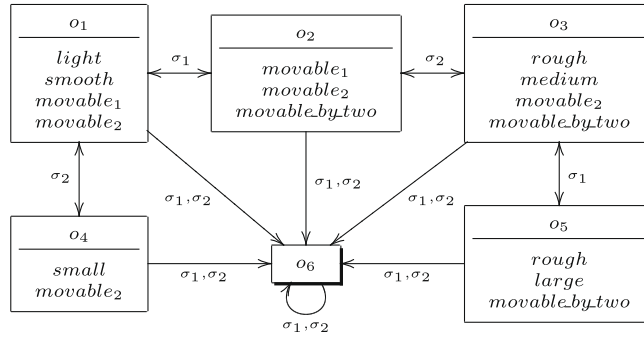 o₁
light
smooth
movable₁
movable₂
σ₁
o₂
movable₁
movable₂
movable_by_two
σ₂
o₃
rough
medium
movable₂
movable_by_two
σ₂
σ₁,σ₂
σ₁,σ₂
σ₁,σ₂
σ₁
o₄
small
movable₂
σ₁,σ₂
o₆
σ₁,σ₂
o₅
rough
large
movable_by_two
σ₁,σ₂